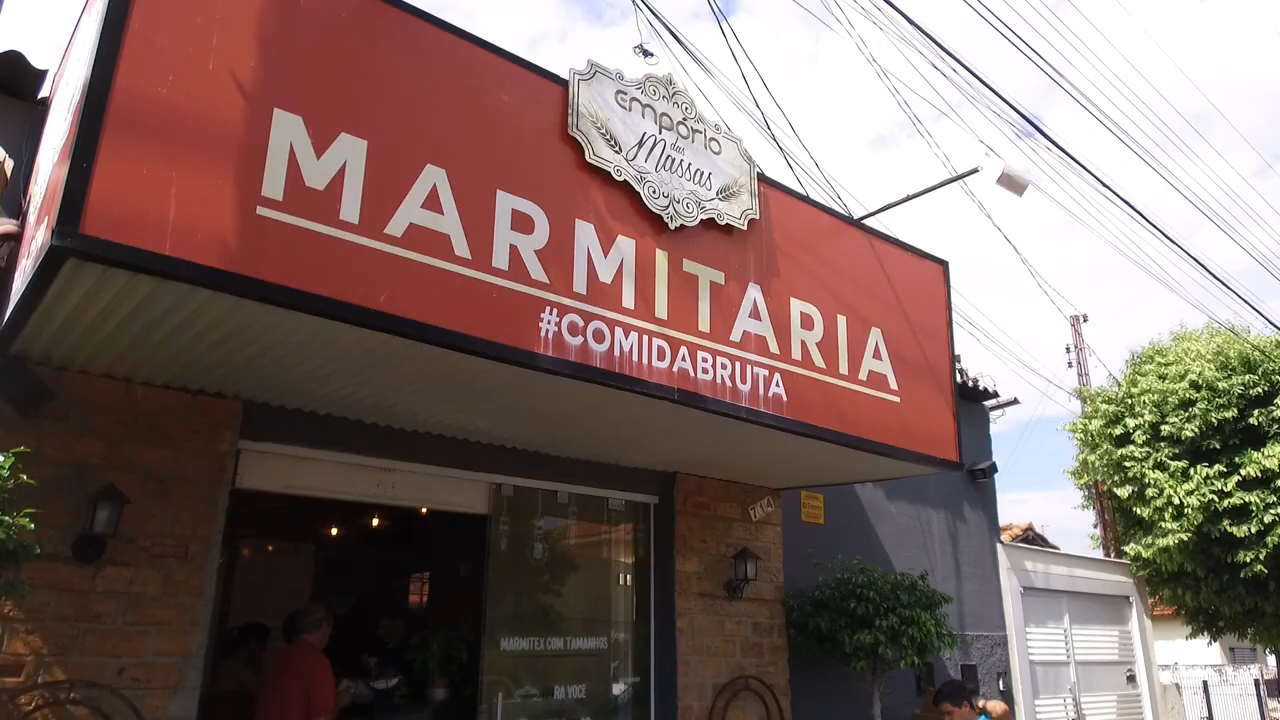 empório
das
Massas
MARMITARIA
#COMIDABRUTA
714
MARMITEX COM TAMANHOS
RA VOCÊ